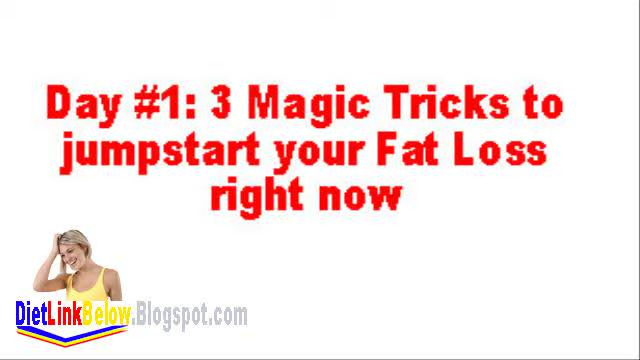 Day #1: 3 Magic Tricks to
jumpstart your Fat Loss
right now
DietLinkBelow.Blogspot.com